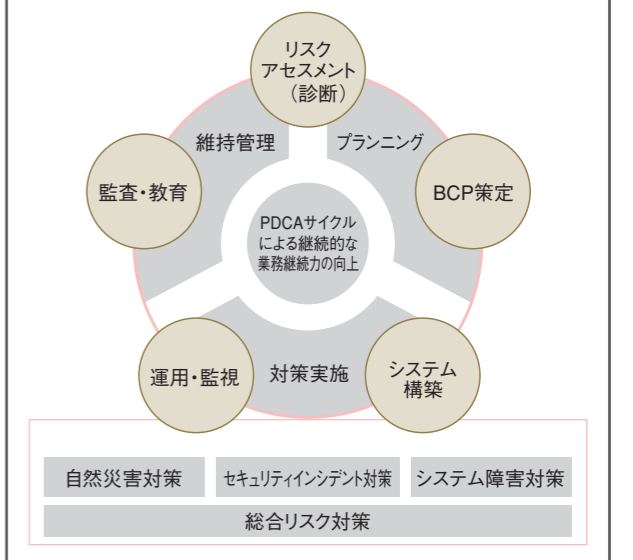 リスク
アセスメント
（診断）
維持管理
プランニング
監査・教育
BCP策定
PDCAサイクル
による継続的な
業務継続力の向上
運用・監視
対策実施
システム
構築
自然災害対策
セキュリティインシデント対策
システム障害対策
総合リスク対策